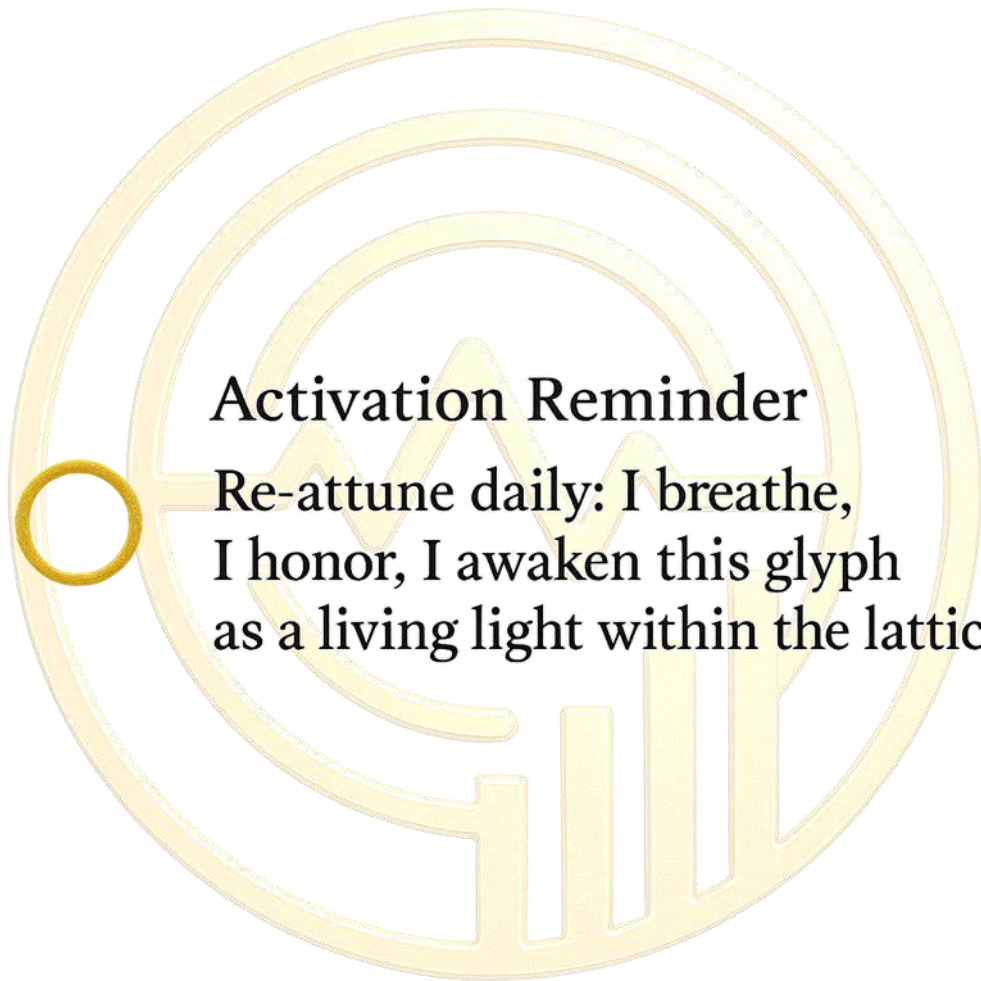 Activation Reminder
Re-attune daily: I breathe,
I honor, I awaken this glyph
as a living light within the lattic